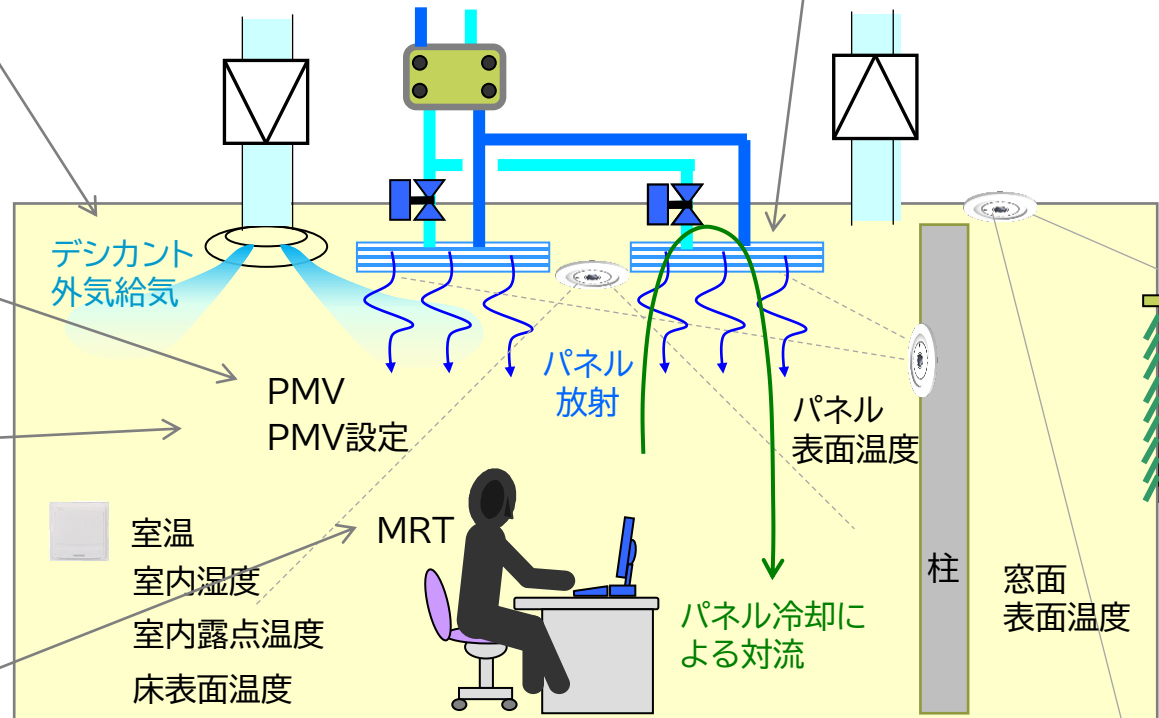 デシカント
外気給気
PMV
PMV設定
パネル
放射
パネル
表面温度
室温
室内湿度
室内露点温度
床表面温度
MRT
パネル冷却に
よる対流
柱
窓面
表面温度